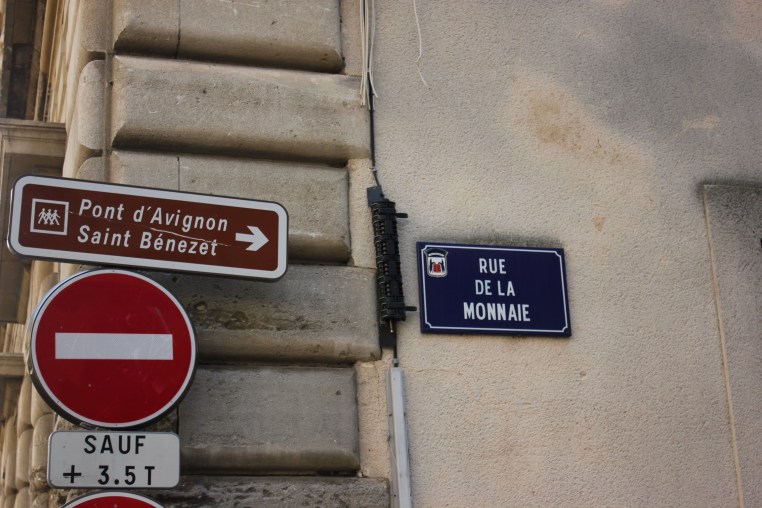 Pont d'Avignon
Saint Bénezet
SAUF
+ 3.5 T
RUE
DE LA
MONNAIE